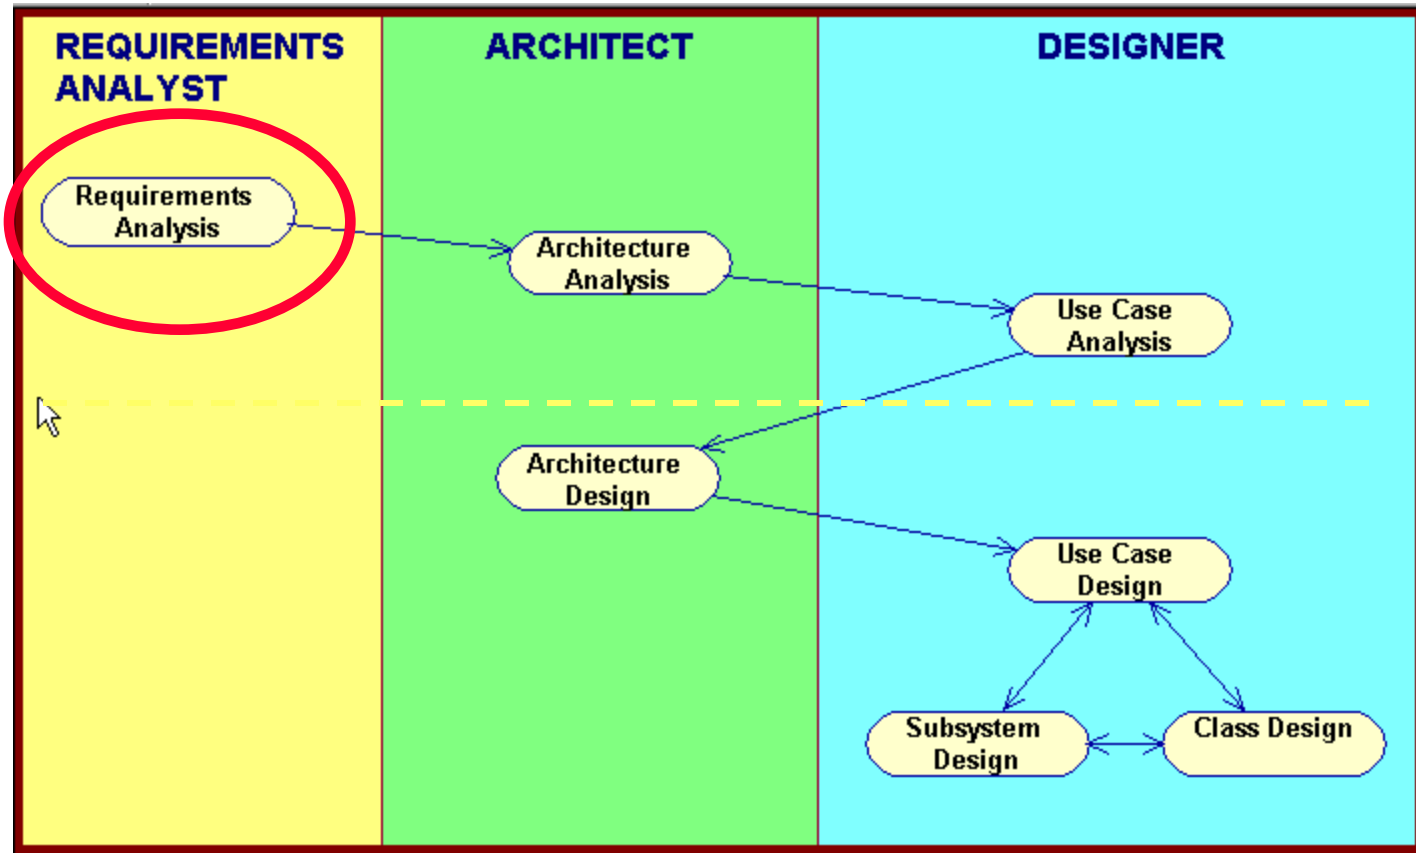 REQUIREMENTS
ANALYST
ARCHITECT
DESIGNER
Requirements
Analysis
Architecture
Analysis
Use Case
Analysis
Architecture
Design
Use Case
Design
Subsystem
Design
Class Design